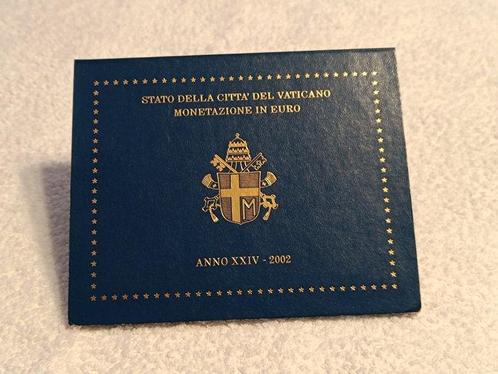 STATO DELLA CITTA' DEL VATICANO
MONETAZIONE IN EURO
M
ANNO XXIV - 2002